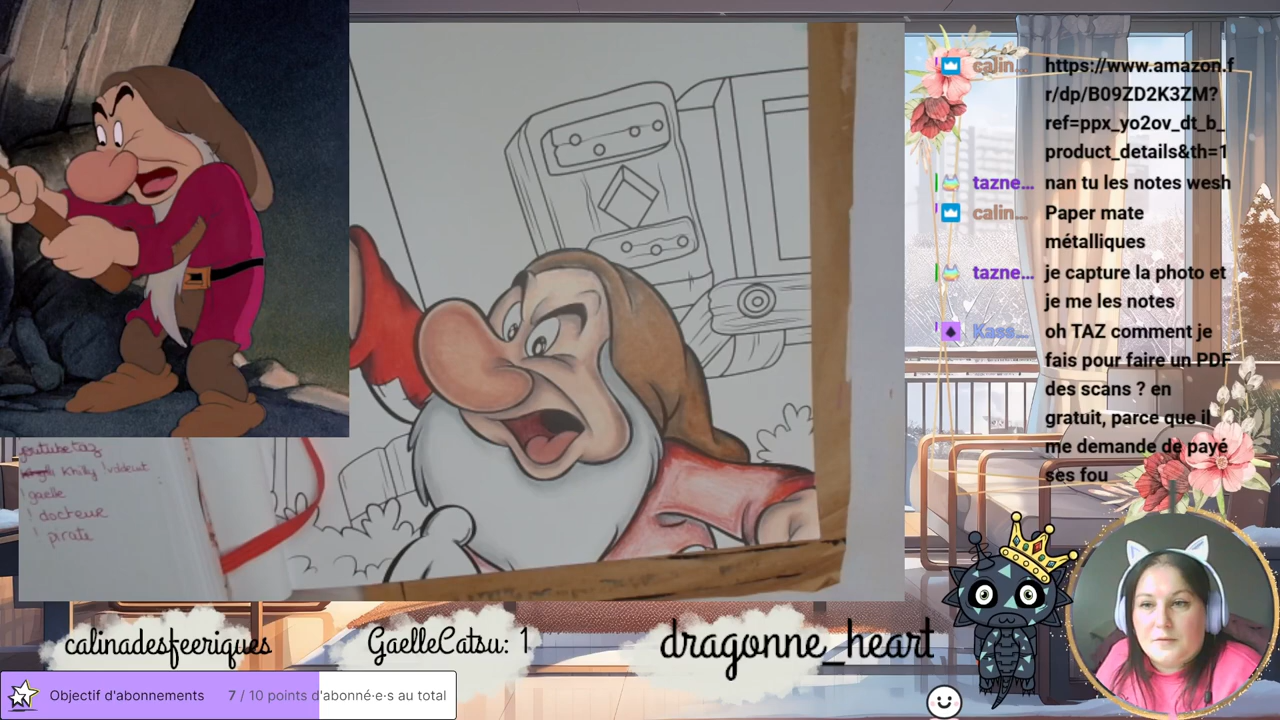 calin... https://www.amazon.f
r/dp/B09ZD2K3ZM?
ref=ppx_yo2ov_dt_b_
product_details&th=1
tazne... nan tu les notes wesh
calin... Paper mate
métalliques
tazne... je capture la photo et
je me les notes
Kass... oh TAZ comment je
fais pour faire un PDF
des scans ? en
gratuit, parce que il
me demande de payé
ses fou
! gaelle
! docteur
! pirate
calinadesfeeriques
GaelleCatsu: 1
dragonne_heart
Objectif d'abonnements 7 / 10 points d'abonné·e·s au total